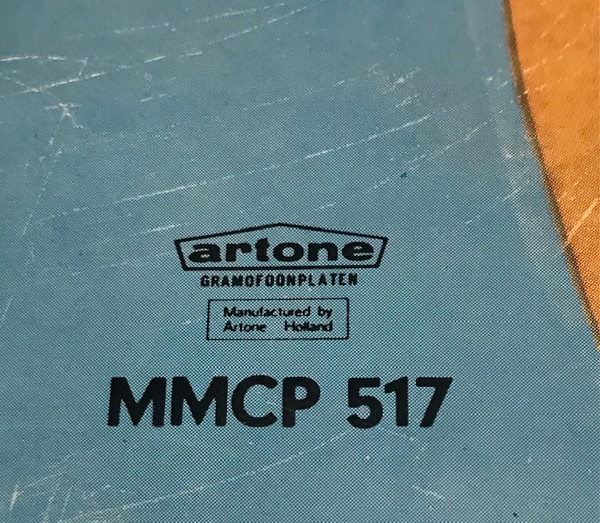 artone
GRAMOFOONPLATEN
Manufactured by
Artone Holland
MMCP 517